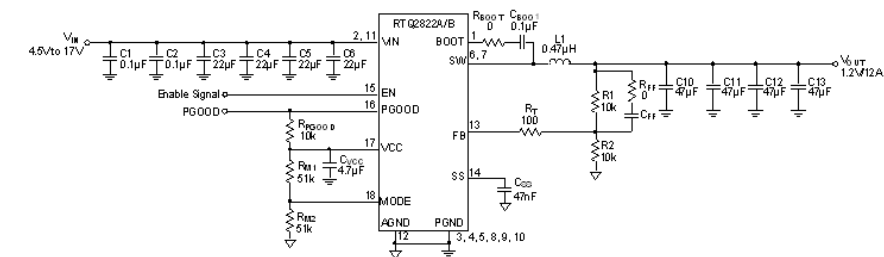 RTQ2822A/B
RBOOT
0
CBOOT
0.1µF
L1
0.47µH
VIN
4.5V to 17V
2, 11
VIN
BOOT
1
SW
6, 7
VOUT
1.2V/12A
C1
0.1µF
C2
0.1µF
C3
22µF
C4
22µF
C5
22µF
C6
22µF
R1
10k
RFF
0
CFF
C10
47µF
C11
47µF
C12
47µF
C13
47µF
Enable Signal
15
EN
PGOOD
16
PGOOD
RT
100
FB
13
R2
10k
RPGOOD
10k
17
VCC
CVCC
4.7µF
RM1
51k
SS
14
CSS
47nF
18
MODE
RM2
51k
AGND
PGND
12
3, 4, 5, 8, 9, 10